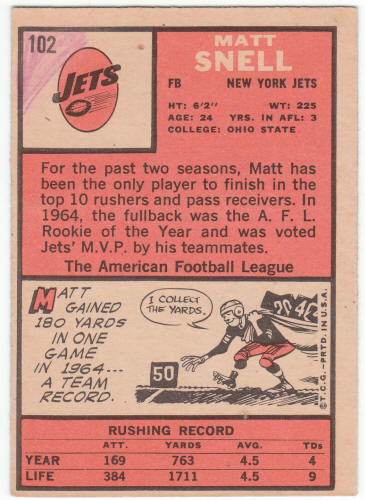 102
JETS
MATT
SNELL
FB NEW YORK JETS
HT: 6'2" WT: 225
AGE: 24 YRS. IN AFL: 3
COLLEGE: OHIO STATE
For the past two seasons, Matt has
been the only player to finish in the
top 10 rushers and pass receivers. In
1964, the fullback was the A. F. L.
Rookie of the Year and was voted
Jets' M.V.P. by his teammates.
The American Football League
MATT
GAINED
180 YARDS
IN ONE
GAME
IN 1964...
A TEAM
RECORD.
I COLLECT
THE YARDS.
50
20 40
© T.C.G.-PRTD. IN U.S.A.
RUSHING RECORD
ATT. YARDS AVG. TDs
YEAR 169 763 4.5 4
LIFE 384 1711 4.5 9